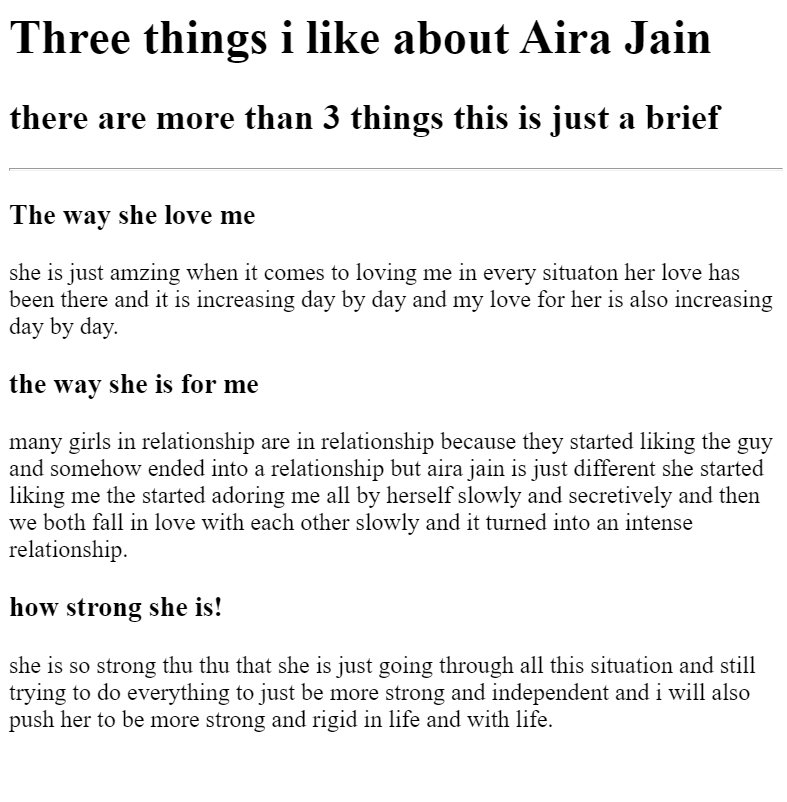 Three things i like about Aira Jain
there are more than 3 things this is just a brief
The way she love me
she is just amzing when it comes to loving me in every situaton her love has
been there and it is increasing day by day and my love for her is also increasing
day by day.
the way she is for me
many girls in relationship are in relationship because they started liking the guy
and somehow ended into a relationship but aira jain is just different she started
liking me the started adoring me all by herself slowly and secretively and then
we both fall in love with each other slowly and it turned into an intense
relationship.
how strong she is!
she is so strong thu thu that she is just going through all this situation and still
trying to do everything to just be more strong and independent and i will also
push her to be more strong and rigid in life and with life.